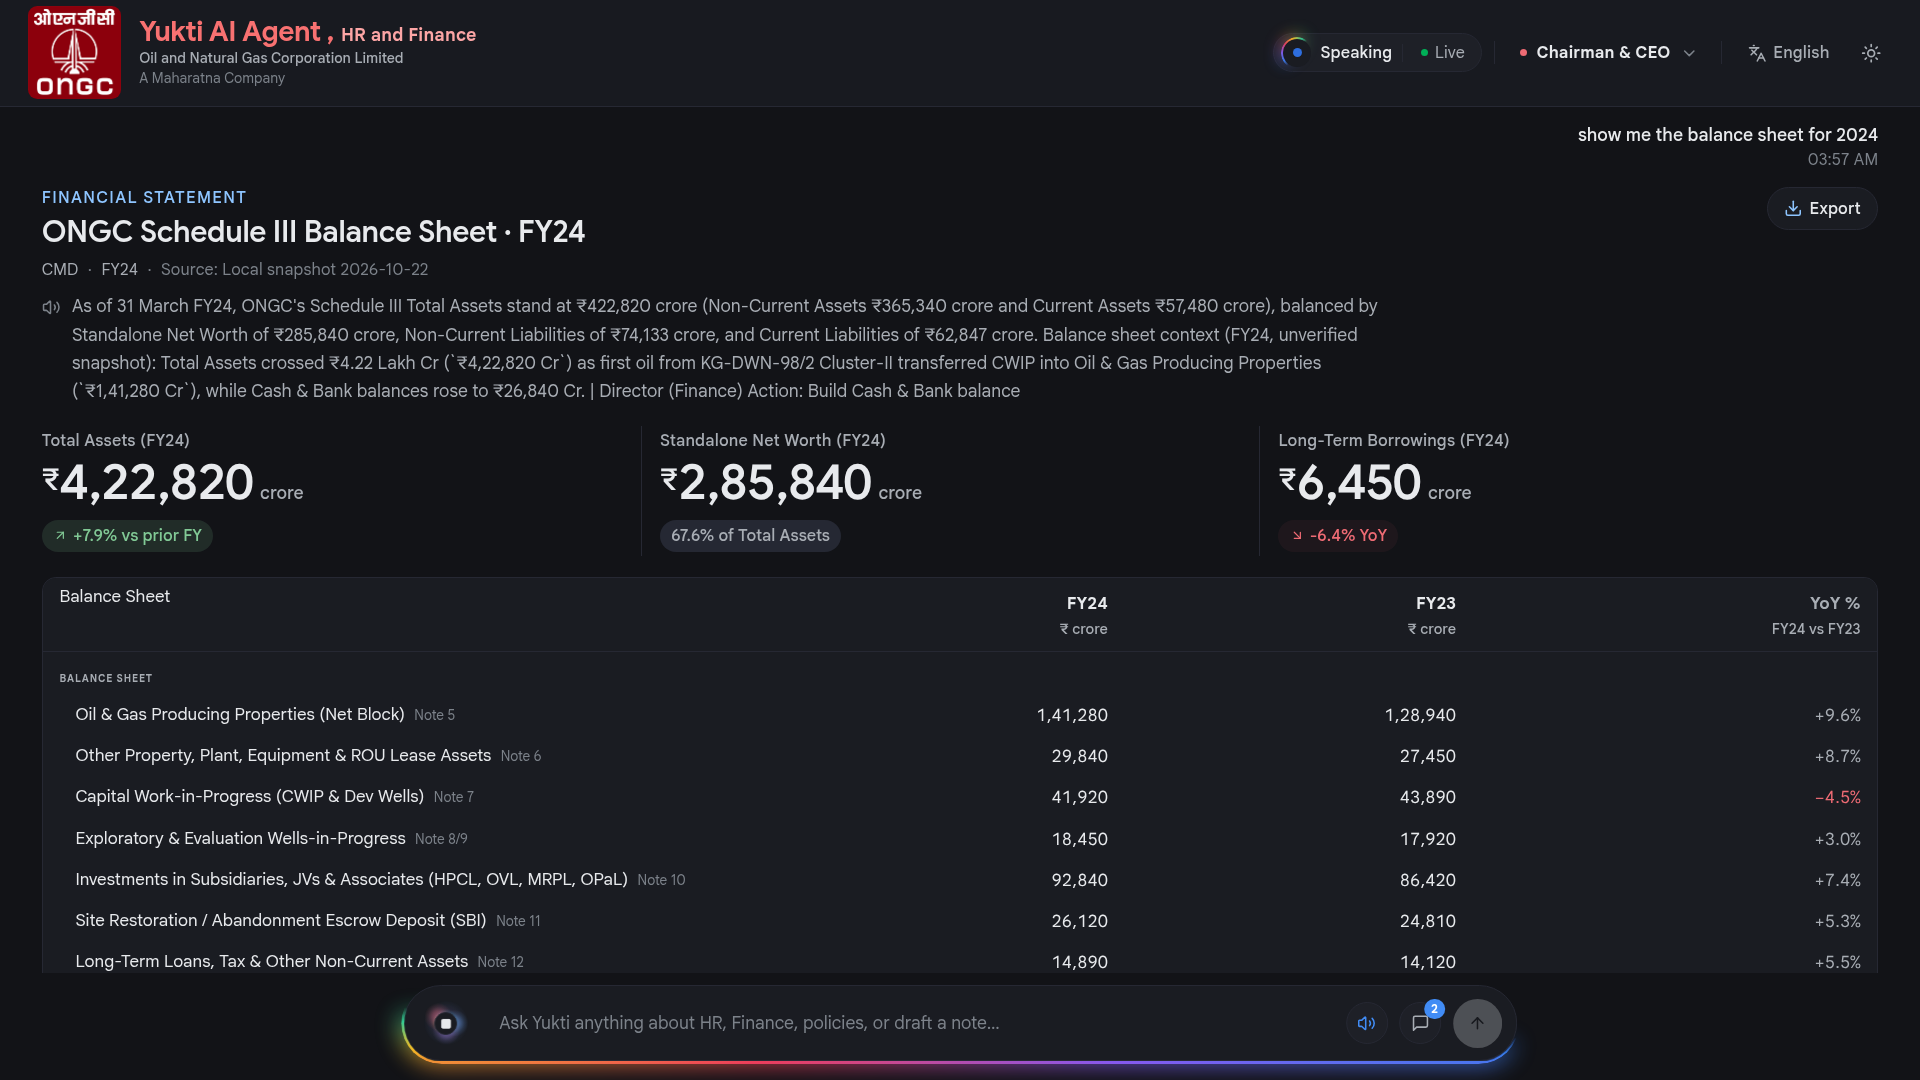 ओएनजीसी
ONGC
Yukti AI Agent , HR and Finance
Oil and Natural Gas Corporation Limited
A Maharatna Company
Speaking
Live
Chairman & CEO
English
show me the balance sheet for 2024
03:57 AM
FINANCIAL STATEMENT
Export
ONGC Schedule III Balance Sheet · FY24
CMD · FY24 · Source: Local snapshot 2026-10-22
As of 31 March FY24, ONGC's Schedule III Total Assets stand at ₹422,820 crore (Non-Current Assets ₹365,340 crore and Current Assets ₹57,480 crore), balanced by
Standalone Net Worth of ₹285,840 crore, Non-Current Liabilities of ₹74,133 crore, and Current Liabilities of ₹62,847 crore. Balance sheet context (FY24, unverified
snapshot): Total Assets crossed ₹4.22 Lakh Cr (`₹4,22,820 Cr`) as first oil from KG-DWN-98/2 Cluster-II transferred CWIP into Oil & Gas Producing Properties
(`₹1,41,280 Cr`), while Cash & Bank balances rose to ₹26,840 Cr. | Director (Finance) Action: Build Cash & Bank balance
Total Assets (FY24)
₹4,22,820 crore
+7.9% vs prior FY
Standalone Net Worth (FY24)
₹2,85,840 crore
67.6% of Total Assets
Long-Term Borrowings (FY24)
₹6,450 crore
-6.4% YoY
Balance Sheet FY24 FY23 YoY %
₹ crore ₹ crore FY24 vs FY23
BALANCE SHEET
Oil & Gas Producing Properties (Net Block) Note 5 1,41,280 1,28,940 +9.6%
Other Property, Plant, Equipment & ROU Lease Assets Note 6 29,840 27,450 +8.7%
Capital Work-in-Progress (CWIP & Dev Wells) Note 7 41,920 43,890 −4.5%
Exploratory & Evaluation Wells-in-Progress Note 8/9 18,450 17,920 +3.0%
Investments in Subsidiaries, JVs & Associates (HPCL, OVL, MRPL, OPaL) Note 10 92,840 86,420 +7.4%
Site Restoration / Abandonment Escrow Deposit (SBI) Note 11 26,120 24,810 +5.3%
Long-Term Loans, Tax & Other Non-Current Assets Note 12 14,890 14,120 +5.5%
Ask Yukti anything about HR, Finance, policies, or draft a note...
2